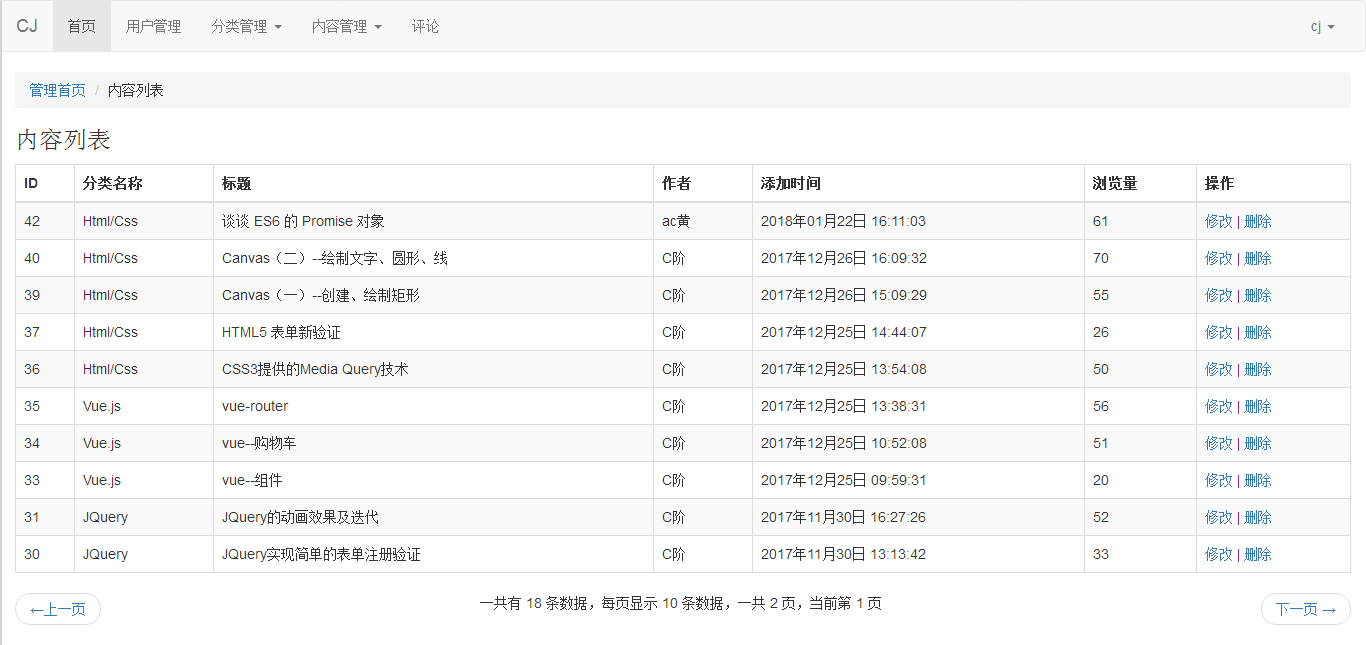 CJ 首页 用户管理 分类管理 内容管理 评论 cj
管理首页 / 内容列表
内容列表
ID 分类名称 标题 作者 添加时间 浏览量 操作
42 Html/Css 谈谈 ES6 的 Promise 对象 ac黄 2018年01月22日 16:11:03 61 修改 | 删除
40 Html/Css Canvas（二）--绘制文字、圆形、线 C阶 2017年12月26日 16:09:32 70 修改 | 删除
39 Html/Css Canvas（一）--创建、绘制矩形 C阶 2017年12月26日 15:09:29 55 修改 | 删除
37 Html/Css HTML5 表单新验证 C阶 2017年12月25日 14:44:07 26 修改 | 删除
36 Html/Css CSS3提供的Media Query技术 C阶 2017年12月25日 13:54:08 50 修改 | 删除
35 Vue.js vue-router C阶 2017年12月25日 13:38:31 56 修改 | 删除
34 Vue.js vue--购物车 C阶 2017年12月25日 10:52:08 51 修改 | 删除
33 Vue.js vue--组件 C阶 2017年12月25日 09:59:31 20 修改 | 删除
31 JQuery JQuery的动画效果及迭代 C阶 2017年11月30日 16:27:26 52 修改 | 删除
30 JQuery JQuery实现简单的表单注册验证 C阶 2017年11月30日 13:13:42 33 修改 | 删除
←上一页 一共有 18 条数据，每页显示 10 条数据，一共 2 页，当前第 1 页 下一页 →